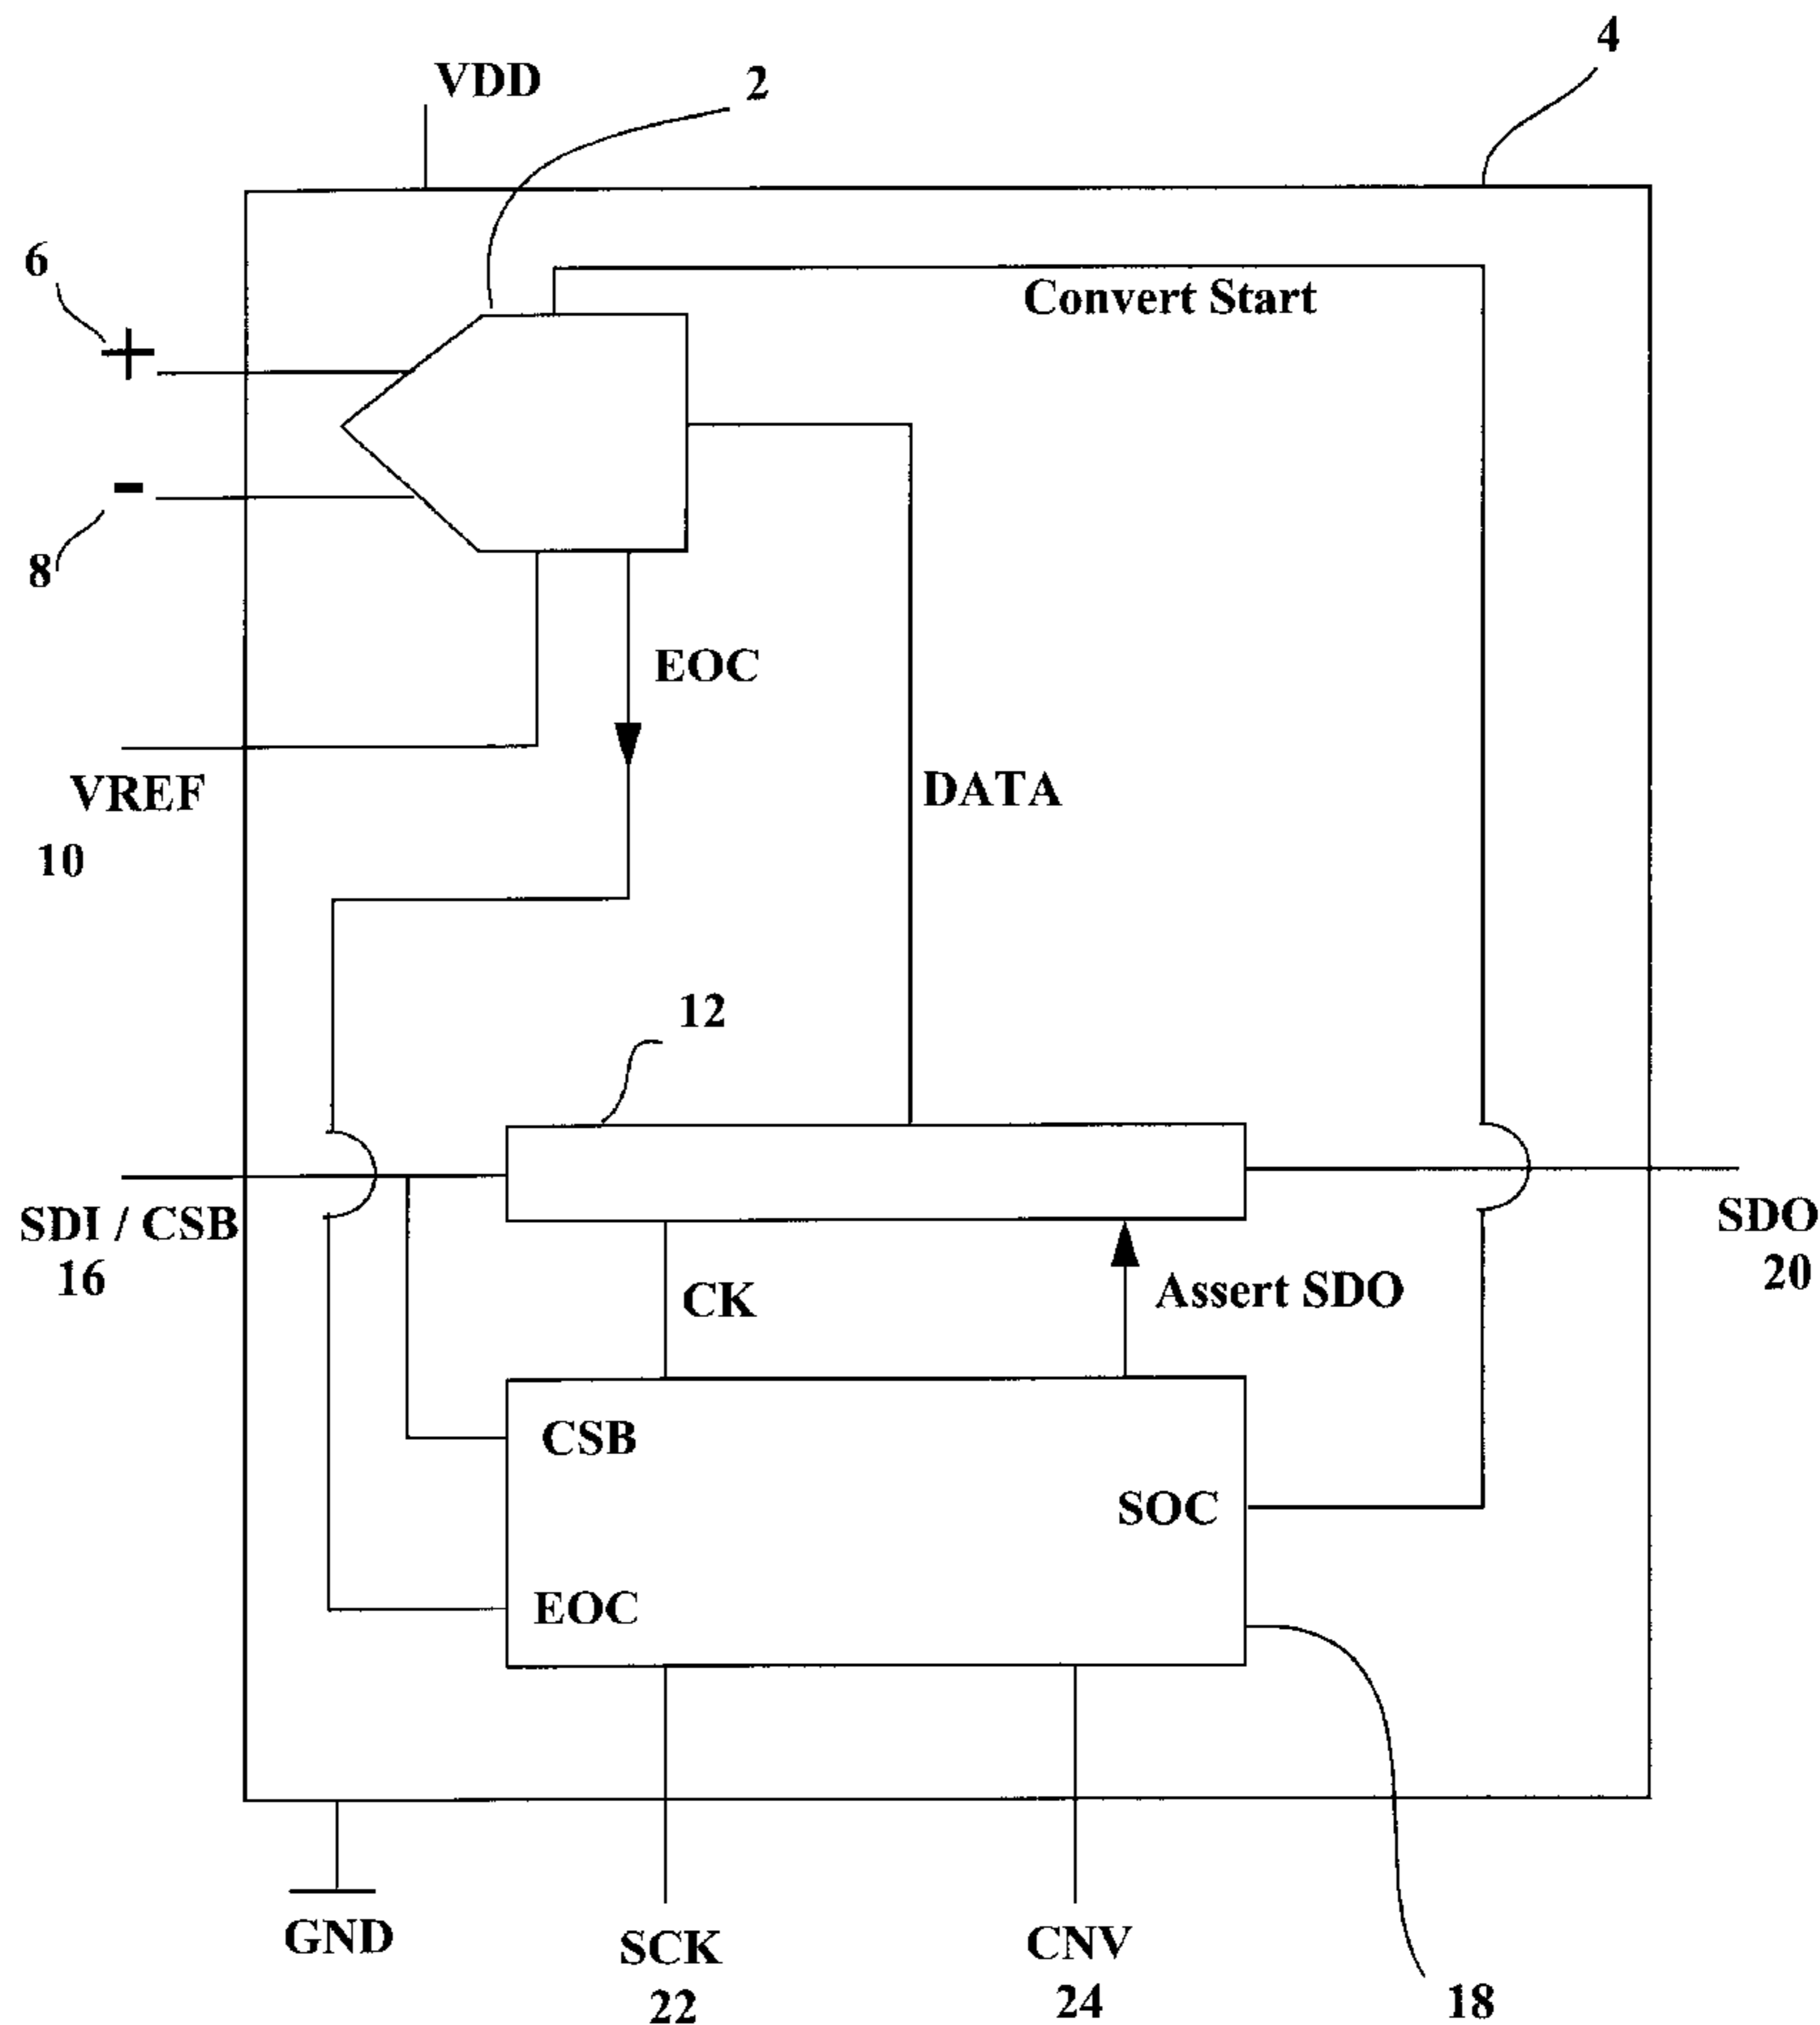 4
VDD
2
6
Convert Start
+
-
8
EOC
VREF
10
DATA
12
SDI / CSB
16
SDO
20
CK
Assert SDO
CSB
SOC
EOC
GND
SCK
22
CNV
24
18